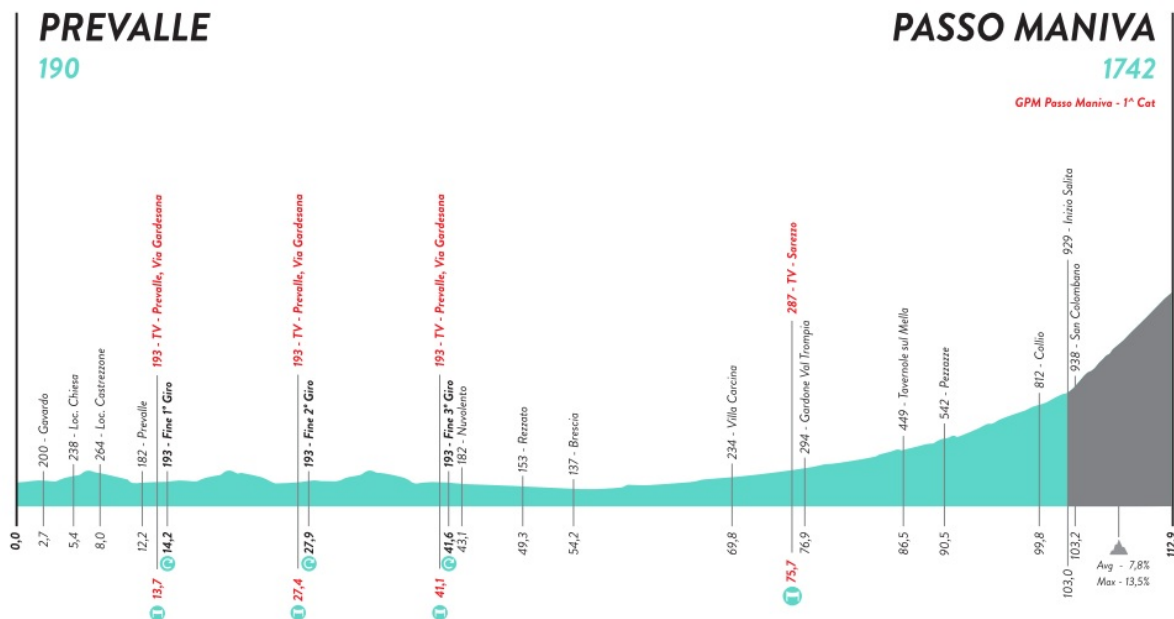 PREVALLE
190
PASSO MANIVA
1742
GPM Passo Maniva - 1^ Cat
200 - Gavardo
238 - Loc. Chiesa
264 - Loc. Castrezzone
182 - Prevalle
193 - TV - Prevalle, Via Gardesana
193 - Fine 1° Giro
193 - TV - Prevalle, Via Gardesana
193 - Fine 2° Giro
193 - TV - Prevalle, Via Gardesana
193 - Fine 3° Giro
182 - Nuvolento
153 - Rezzato
137 - Brescia
234 - Villa Carcina
287 - TV - Sarezzo
294 - Gardone Val Trompia
449 - Tavernole sul Mella
542 - Pezzazze
812 - Collio
929 - Inizio Salita
938 - San Colombano
0,0
2,7
5,4
8,0
12,2
13,7
14,2
27,4
27,9
41,1
41,6
43,1
49,3
54,2
69,8
75,7
76,9
86,5
90,5
99,8
103,0
103,2
112,9
Avg - 7,8%
Max - 13,5%